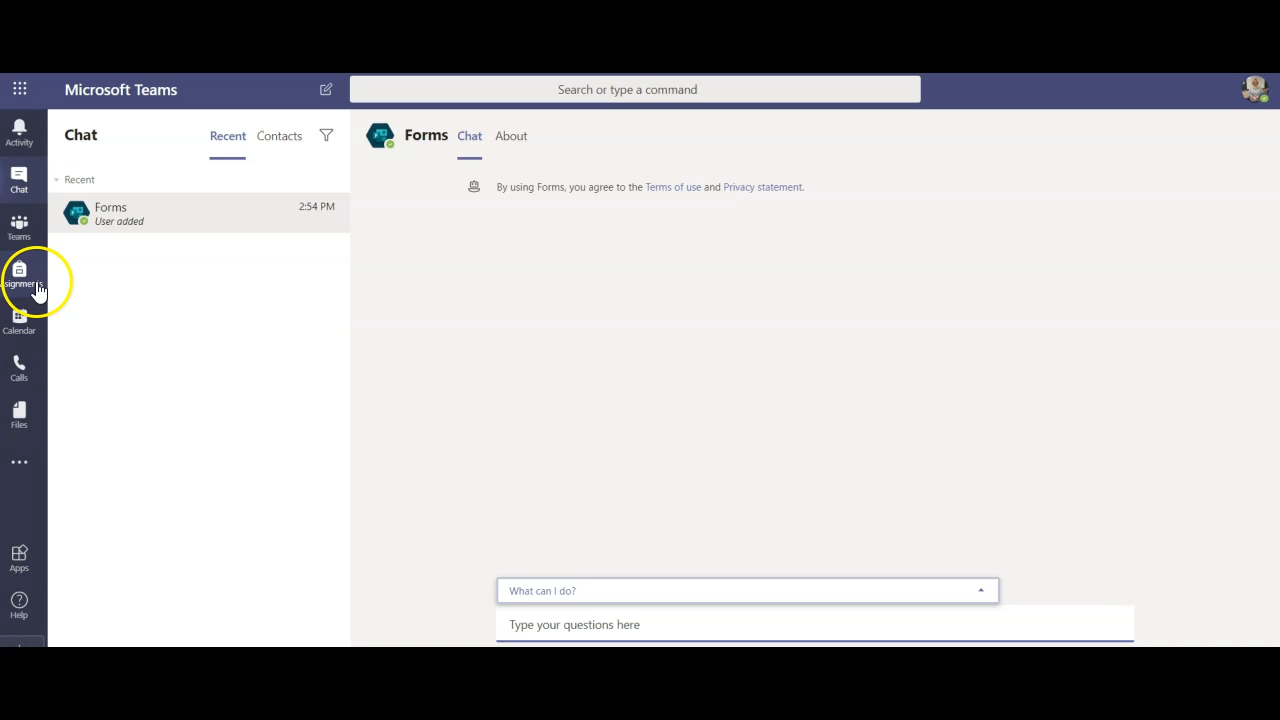 Microsoft Teams
Search or type a command
Activity
Chat
Teams
Calendar
Calls
Files
Apps
Help
Chat
Recent
Contacts
Recent
Forms
2:54 PM
User added
Forms
Chat
About
By using Forms, you agree to the Terms of use and Privacy statement.
What can I do?
Type your questions here